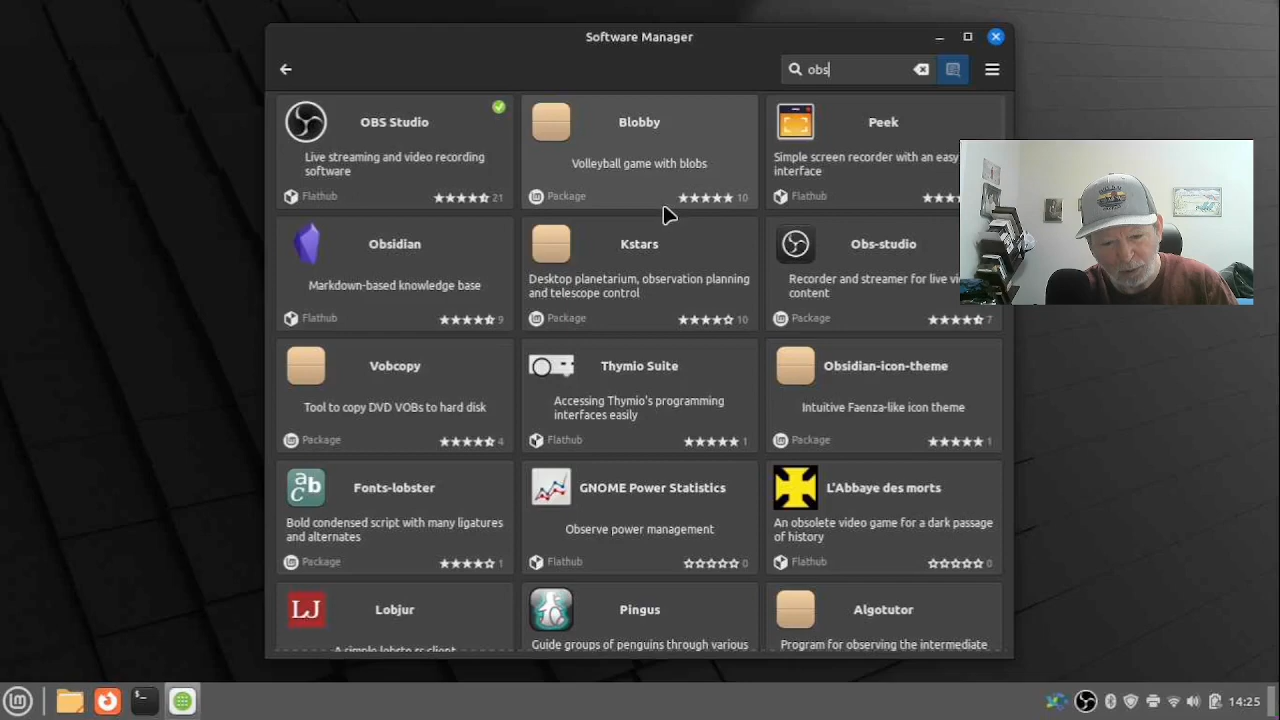 Software Manager
obs
OBS Studio
Live streaming and video recording
software
Flathub
21
Blobby
Volleyball game with blobs
Package
10
Peek
Simple screen recorder with an easy
interface
Flathub
Obsidian
Markdown-based knowledge base
Flathub
9
Kstars
Desktop planetarium, observation planning
and telescope control
Package
10
Obs-studio
Recorder and streamer for live vi
content
Package
7
Vobcopy
Tool to copy DVD VOBs to hard disk
Package
4
Thymio Suite
Accessing Thymio's programming
interfaces easily
Flathub
1
Obsidian-icon-theme
Intuitive Faenza-like icon theme
Package
1
ab
c
Fonts-lobster
Bold condensed script with many ligatures
and alternates
Package
1
GNOME Power Statistics
Observe power management
Flathub
0
L'Abbaye des morts
An obsolete video game for a dark passage
of history
Flathub
0
LJ
Lobjur
A simple lobste.rs client
Pingus
Guide groups of penguins through various
Algotutor
Program for observing the intermediate
14:25